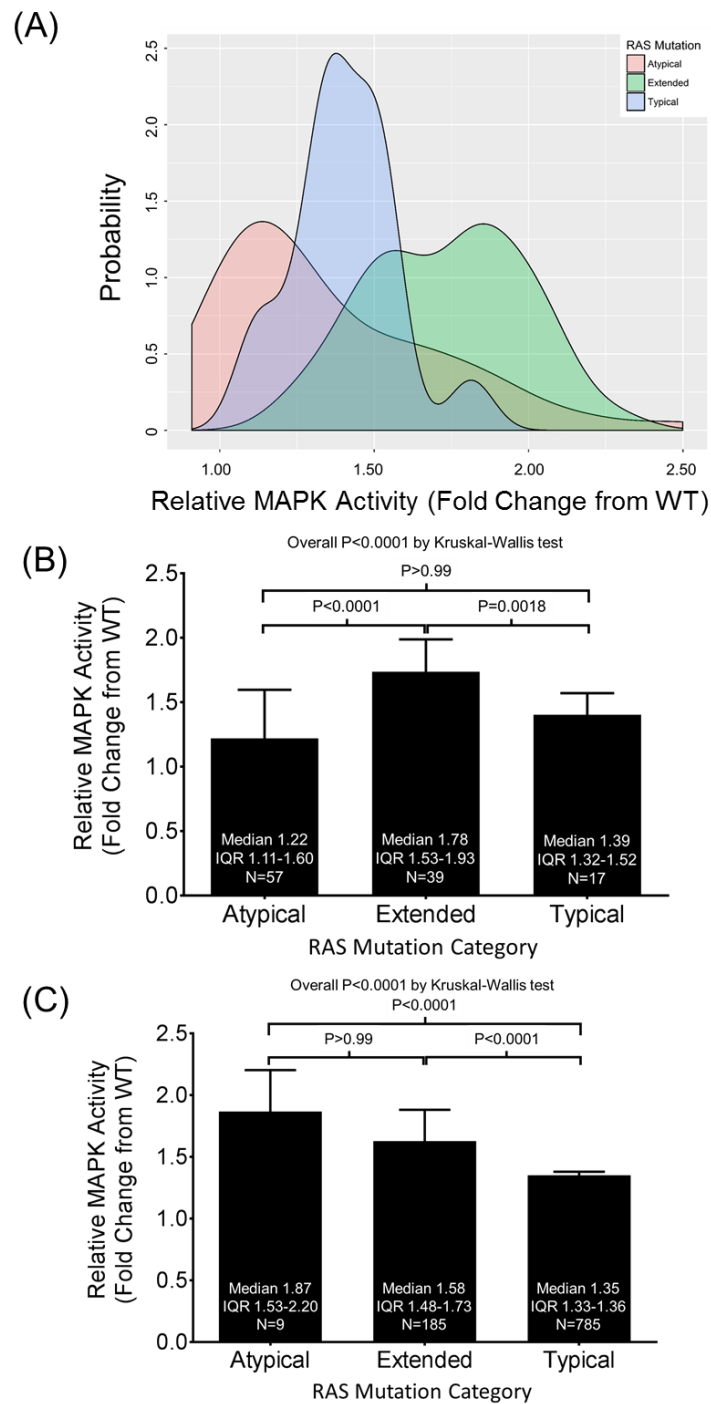 (A)
RAS Mutation
Atypical
Extended
Typical
2.5
2.0
1.5
1.0
0.5
0
Probability
1.00
1.50
2.00
2.50
Relative MAPK Activity (Fold Change from WT)
(B)
Overall P<0.0001 by Kruskal-Wallis test
P>0.99
P<0.0001
P=0.0018
Relative MAPK Activity
(Fold Change from WT)
2.5
2.0
1.5
1.0
0.5
0.0
Median 1.22
IQR 1.11-1.60
N=57
Median 1.78
IQR 1.53-1.93
N=39
Median 1.39
IQR 1.32-1.52
N=17
Atypical
Extended
Typical
RAS Mutation Category
(C)
Overall P<0.0001 by Kruskal-Wallis test
P<0.0001
P>0.99
P<0.0001
Relative MAPK Activity
(Fold Change from WT)
2.5
2.0
1.5
1.0
0.5
0.0
Median 1.87
IQR 1.53-2.20
N=9
Median 1.58
IQR 1.48-1.73
N=185
Median 1.35
IQR 1.33-1.36
N=785
Atypical
Extended
Typical
RAS Mutation Category